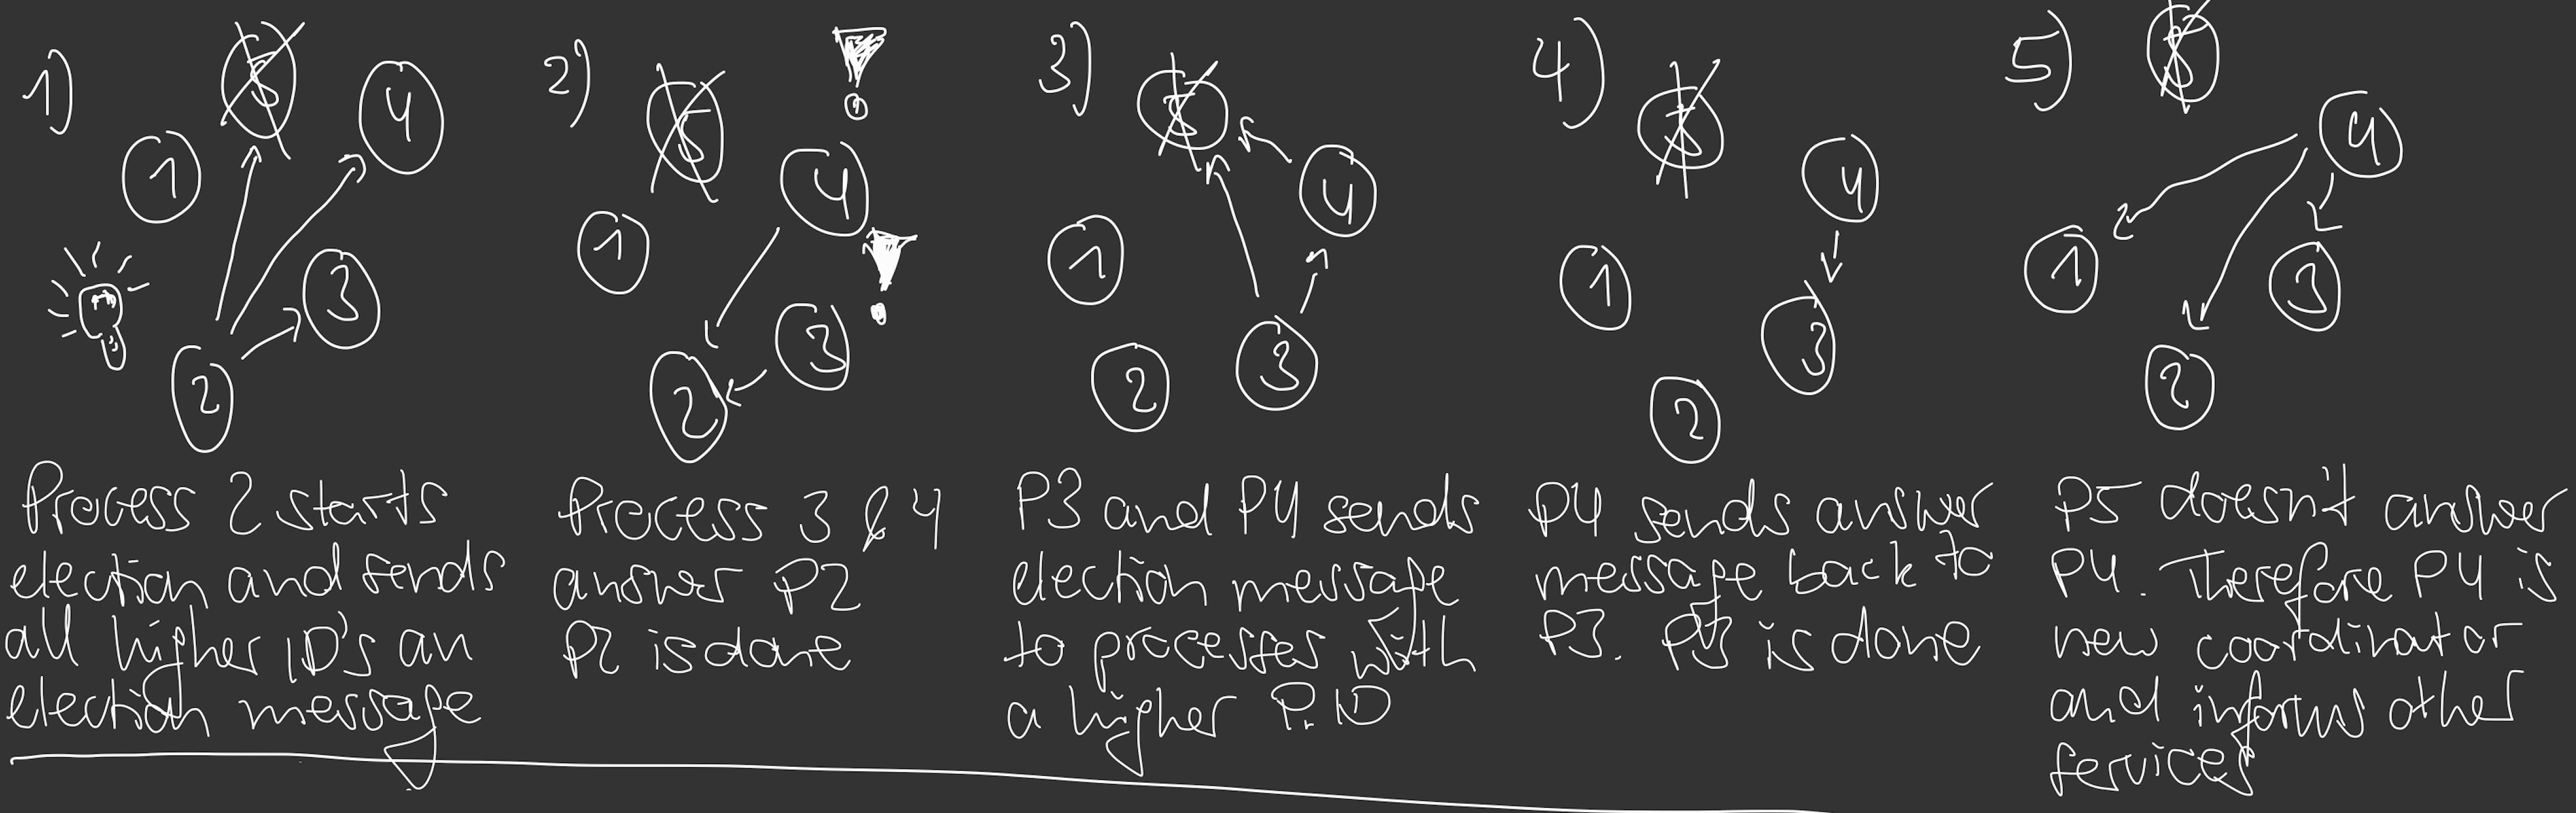 1)
5
4
1
3
2
Process 2 starts
election and sends
all higher ID's an
election message
2)
5
4
1
3
2
Process 3 & 4
answer P2
P2 is done
3)
5
4
1
3
2
P3 and P4 sends
election message
to processes with
a higher P.ID
4)
5
4
1
3
2
P4 sends answer
message back to
P3. P3 is done
5)
5
4
1
3
2
P5 doesn't answer
P4. Therefore P4 is
new coordinator
and informs other
services